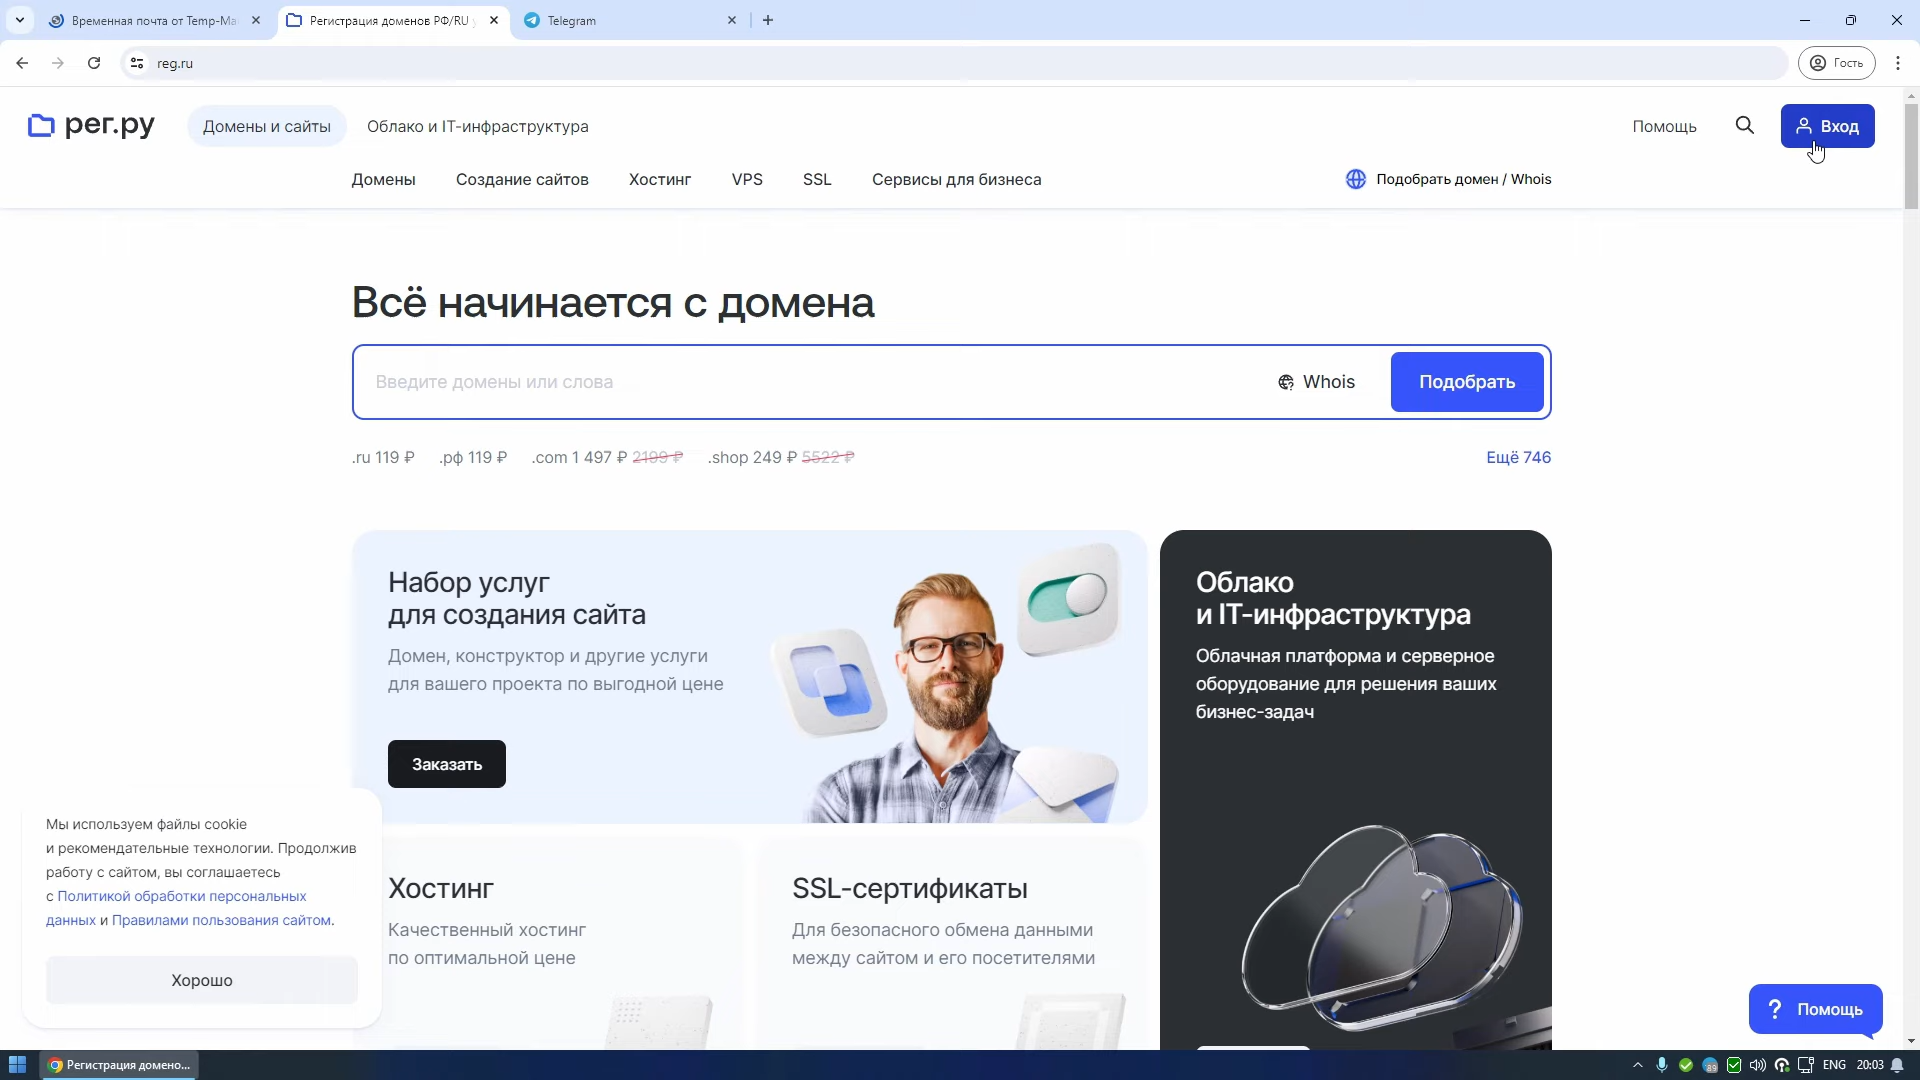 Временная почта от Temp-Ma
Регистрация доменов РФ/RU
Telegram
reg.ru
Гость
рег.ру
Домены и сайты
Облако и IT-инфраструктура
Помощь
Вход
Домены
Создание сайтов
Хостинг
VPS
SSL
Сервисы для бизнеса
Подобрать домен / Whois
Всё начинается с домена
Введите домены или слова
Whois
Подобрать
.ru 119 ₽
.рф 119 ₽
.com 1 497 ₽ 2199 ₽
.shop 249 ₽ 5522 ₽
Ещё 746
Набор услуг
для создания сайта
Домен, конструктор и другие услуги
для вашего проекта по выгодной цене
Заказать
Облако
и IT-инфраструктура
Облачная платформа и серверное
оборудование для решения ваших
бизнес-задач
Мы используем файлы cookie
и рекомендательные технологии. Продолжив
работу с сайтом, вы соглашаетесь
с Политикой обработки персональных
данных и Правилами пользования сайтом.
Хорошо
Хостинг
Качественный хостинг
по оптимальной цене
SSL-сертификаты
Для безопасного обмена данными
между сайтом и его посетителями
? Помощь
Регистрация домено...
89
ENG
20:03